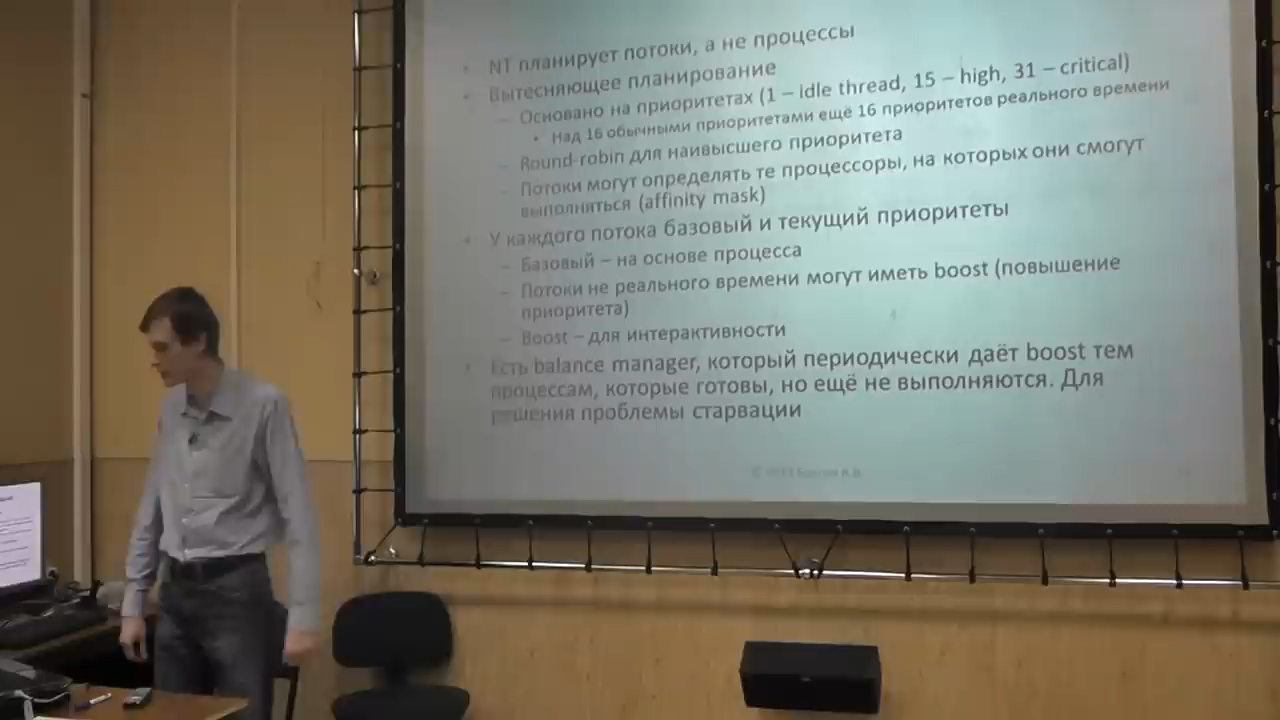 NT планирует потоки, а не процессы
Вытесняющее планирование
– Основано на приоритетах (1 – idle thread, 15 – high, 31 – critical)
• Над 16 обычными приоритетами ещё 16 приоритетов реального времени
– Round-robin для наивысшего приоритета
– Потоки могут определять те процессоры, на которых они смогут
выполняться (affinity mask)
• У каждого потока базовый и текущий приоритеты
– Базовый – на основе процесса
– Потоки не реального времени могут иметь boost (повышение
приоритета)
– Boost – для интерактивности
• Есть balance manager, который периодически даёт boost тем
процессам, которые готовы, но ещё не выполняются. Для
решения проблемы старвации